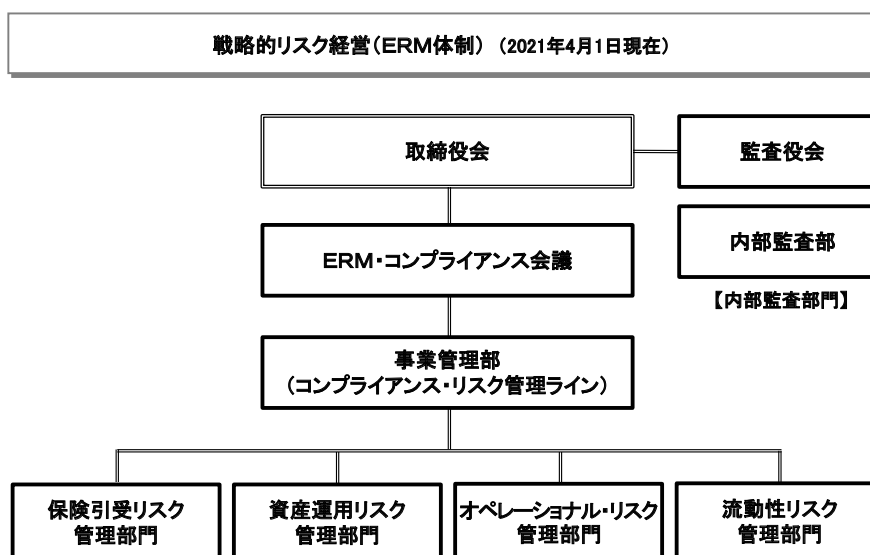 戦略的リスク経営（ＥＲＭ体制）（2021年4月1日現在）
取締役会
監査役会
ＥＲＭ・コンプライアンス会議
内部監査部
【内部監査部門】
事業管理部
（コンプライアンス・リスク管理ライン）
保険引受リスク
管理部門
資産運用リスク
管理部門
オペレーショナル・リスク
管理部門
流動性リスク
管理部門